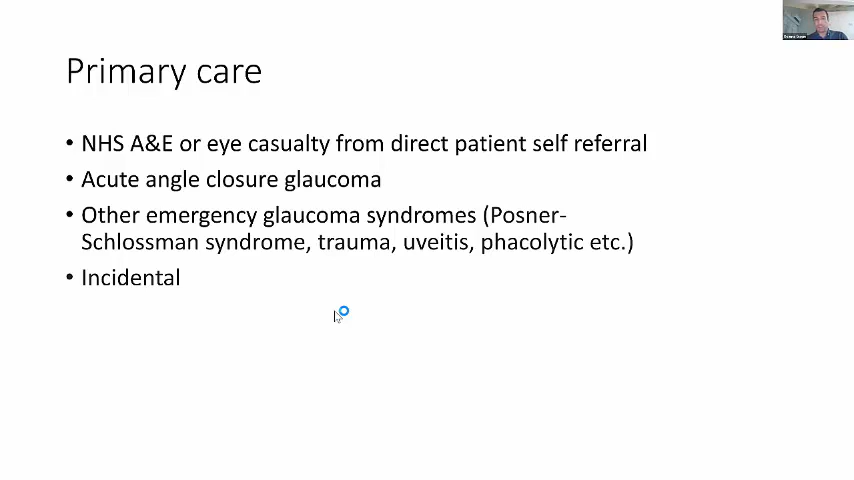 Primary care
• NHS A&E or eye casualty from direct patient self referral
• Acute angle closure glaucoma
• Other emergency glaucoma syndromes (Posner-
Schlossman syndrome, trauma, uveitis, phacolytic etc.)
• Incidental